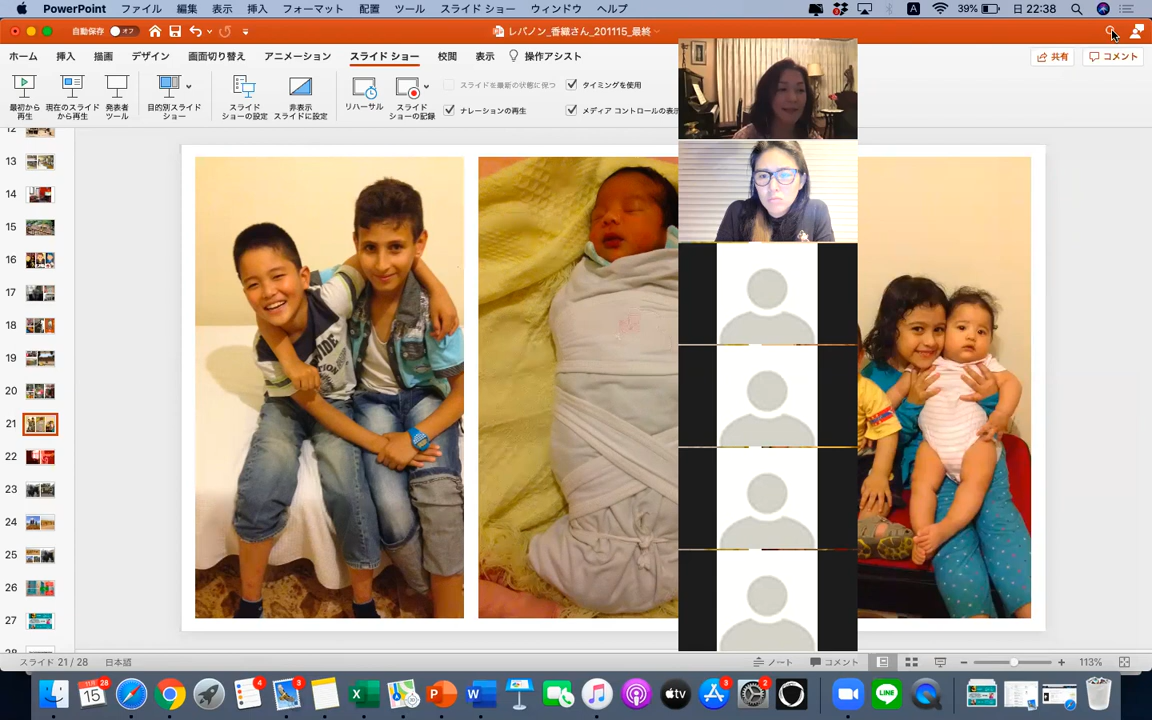 PowerPoint ファイル 編集 表示 挿入 フォーマット 配置 ツール スライド ショー ウィンドウ ヘルプ A 39% 日 22:38
自動保存 オフ レバノン_香織さん_201115_最終
ホーム 挿入 描画 デザイン 画面切り替え アニメーション スライド ショー 校閲 表示 操作アシスト 共有 コメント
最初から
再生
現在のスライド
から再生
発表者
ツール
目的別スライド
ショー
スライド
ショーの設定
非表示
スライドに設定
リハーサル
スライド
ショーの記録
スライドを最新の状態に保つ
ナレーションの再生
タイミングを使用
メディア コントロールの表示
12
13
14
15
16
17
18
19
20
21
22
23
24
25
26
27
28
WIDE
スライド 21 / 28 日本語 ノート コメント 113%
28
15
4
3
tv
3
2
LINE